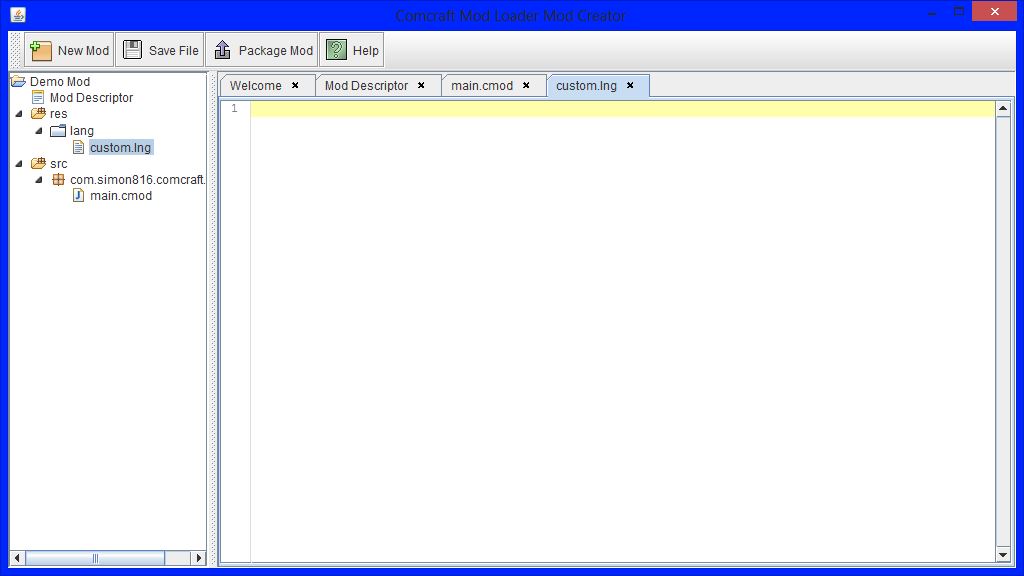 Comcraft Mod Loader Mod Creator
New Mod Save File Package Mod Help
Demo Mod
Mod Descriptor
res
lang
custom.lng
src
com.simon816.comcraft.
main.cmod
Welcome Mod Descriptor main.cmod custom.lng
1